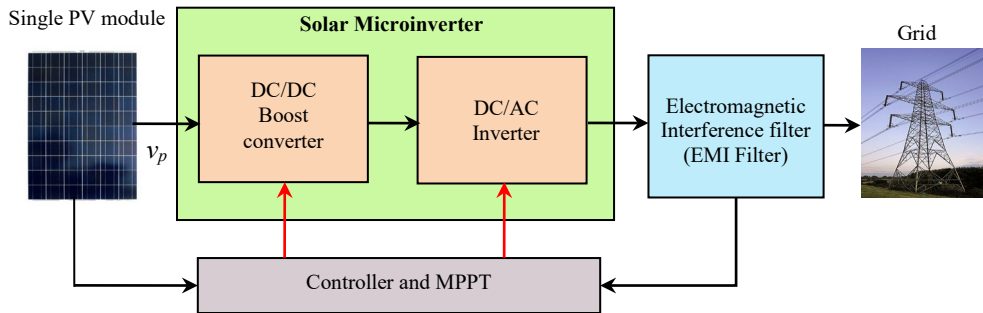 Single PV module
Solar Microinverter
Grid
DC/DC
Boost
converter
DC/AC
Inverter
Electromagnetic
Interference filter
(EMI Filter)
v_p
Controller and MPPT